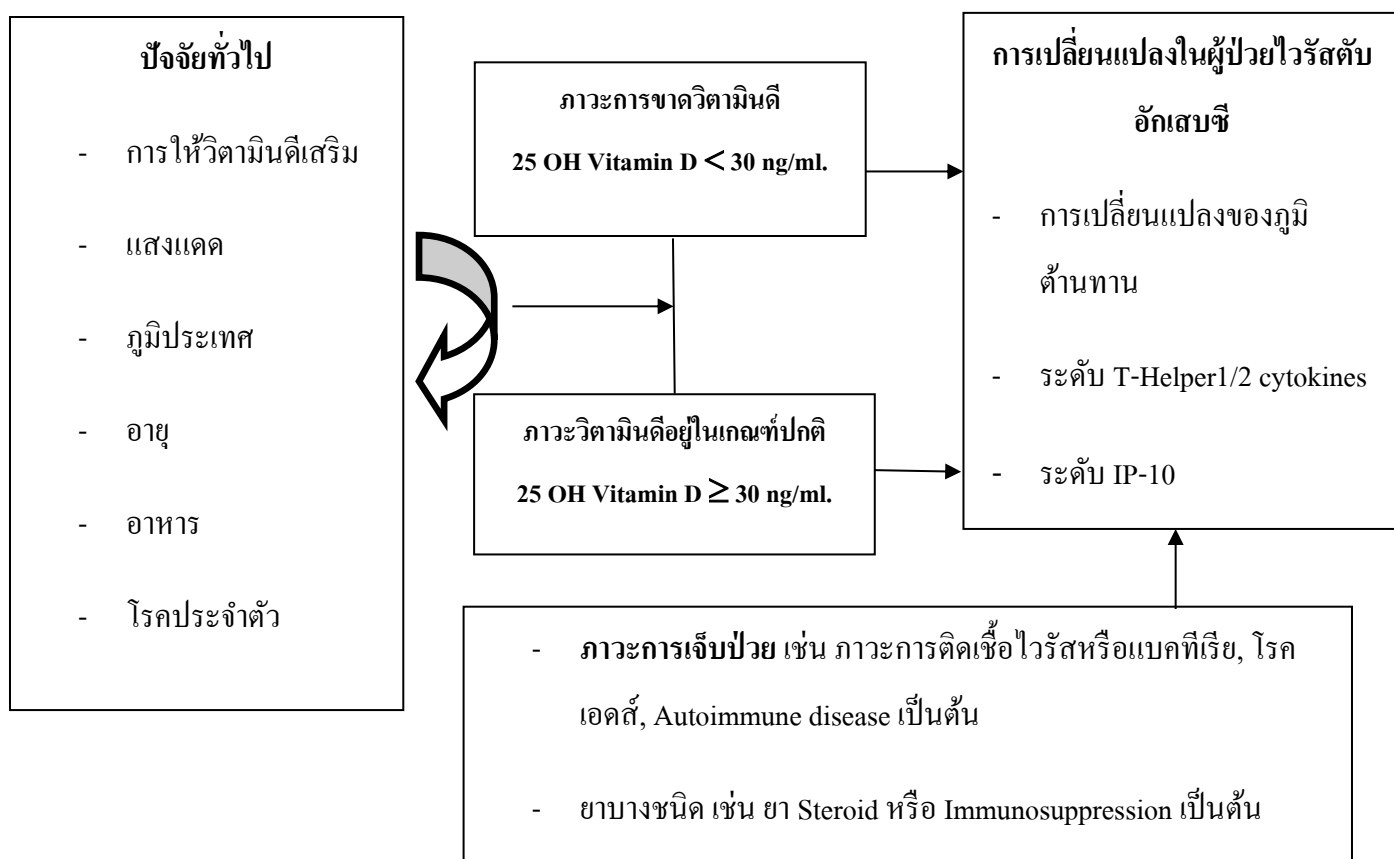 ปัจจัยทั่วไป
- การให้วิตามินดีเสริม
- แสงแดด
- ภูมิประเทศ
- อายุ
- อาหาร
- โรคประจำตัว
ภาวะการขาดวิตามินดี
25 OH Vitamin D < 30 ng/ml.
ภาวะวิตามินดีอยู่ในเกณฑ์ปกติ
25 OH Vitamin D ≥ 30 ng/ml.
การเปลี่ยนแปลงในผู้ป่วยไวรัสตับ
อักเสบซี
- การเปลี่ยนแปลงของภูมิ
ต้านทาน
- ระดับ T-Helper1/2 cytokines
- ระดับ IP-10
- ภาวะการเจ็บป่วย เช่น ภาวะการติดเชื้อไวรัสหรือแบคทีเรีย, โรค
เอดส์, Autoimmune disease เป็นต้น
- ยาบางชนิด เช่น ยา Steroid หรือ Immunosuppression เป็นต้น